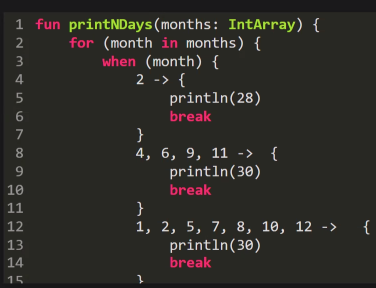 1 fun printNDays(months: IntArray) {
2     for (month in months) {
3         when (month) {
4             2 -> {
5                 println(28)
6                 break
7             }
8             4, 6, 9, 11 ->  {
9                 println(30)
10                 break
11             }
12             1, 2, 5, 7, 8, 10, 12 ->   {
13                 println(30)
14                 break
15             }